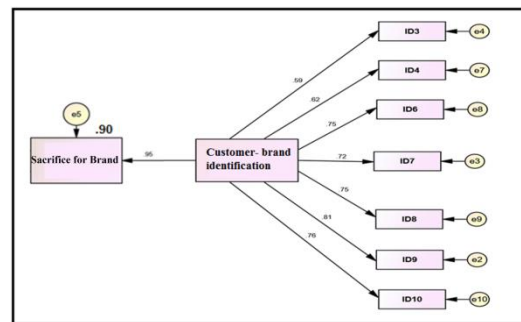 ID3
e4
.59
ID4
e7
.62
e5
.90
ID6
e8
.75
Sacrifice for Brand
.95
Customer- brand
identification
.72
ID7
e3
.75
ID8
e9
.81
ID9
e2
.76
ID10
e10